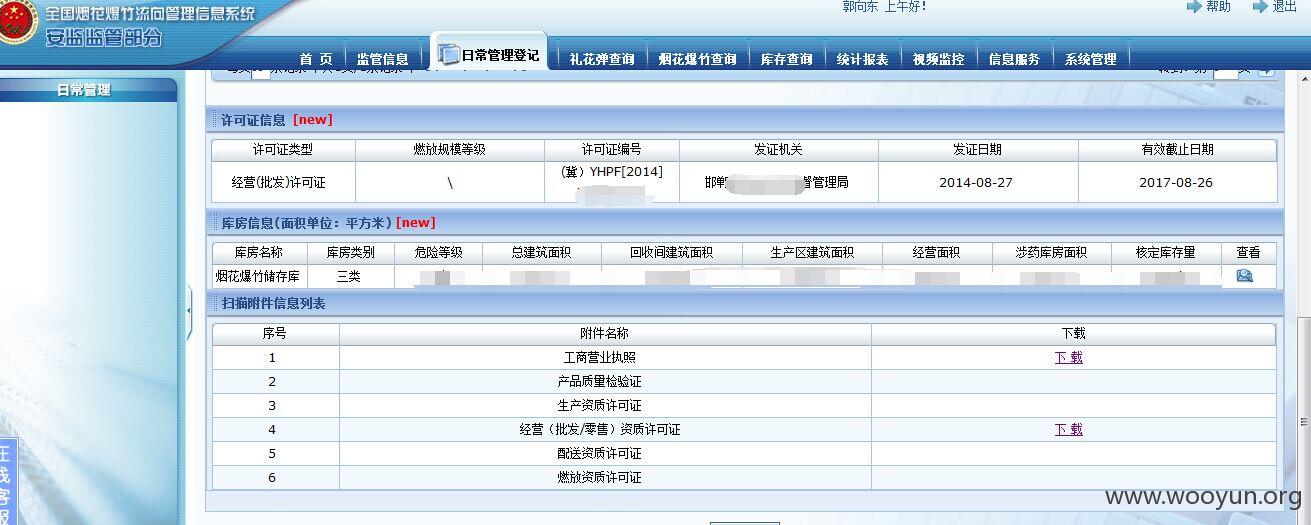 全国烟花爆竹流向管理信息系统
安监监管部分
郭向东 上午好!
帮助 退出
首 页 监管信息 日常管理登记 礼花弹查询 烟花爆竹查询 库存查询 统计报表 视频监控 信息服务 系统管理
日常管理
许可证信息 [new]
许可证类型 燃放规模等级 许可证编号 发证机关 发证日期 有效截止日期
经营(批发)许可证 \ (冀) YHPF[2014] 邯郸 督管理局 2014-08-27 2017-08-26
库房信息(面积单位: 平方米) [new]
库房名称 库房类别 危险等级 总建筑面积 回收间建筑面积 生产区建筑面积 经营面积 涉药库房面积 核定库存量 查看
烟花爆竹储存库 三类
扫描附件信息列表
序号 附件名称 下载
1 工商营业执照 下 载
2 产品质量检验证
3 生产资质许可证
4 经营（批发/零售）资质许可证 下 载
5 配送资质许可证
6 燃放资质许可证
在线客服
www.wooyun.org